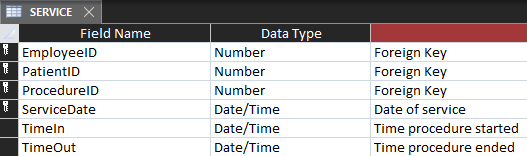 SERVICE
Field Name Data Type
EmployeeID Number Foreign Key
PatientID Number Foreign Key
ProcedureID Number Foreign Key
ServiceDate Date/Time Date of service
TimeIn Date/Time Time procedure started
TimeOut Date/Time Time procedure ended